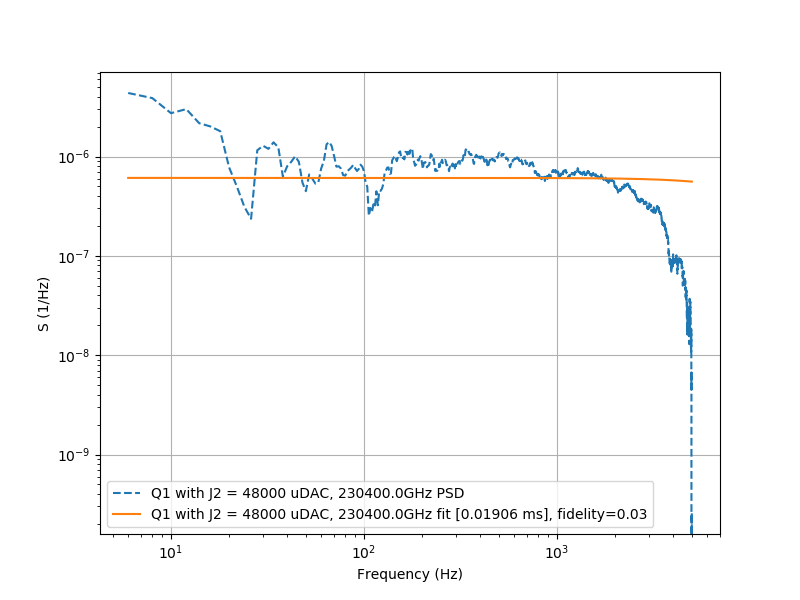 10⁻⁶
10⁻⁷
10⁻⁸
10⁻⁹
S (1/Hz)
Q1 with J2 = 48000 uDAC, 230400.0GHz PSD
Q1 with J2 = 48000 uDAC, 230400.0GHz fit [0.01906 ms], fidelity=0.03
10¹ 10² 10³
Frequency (Hz)